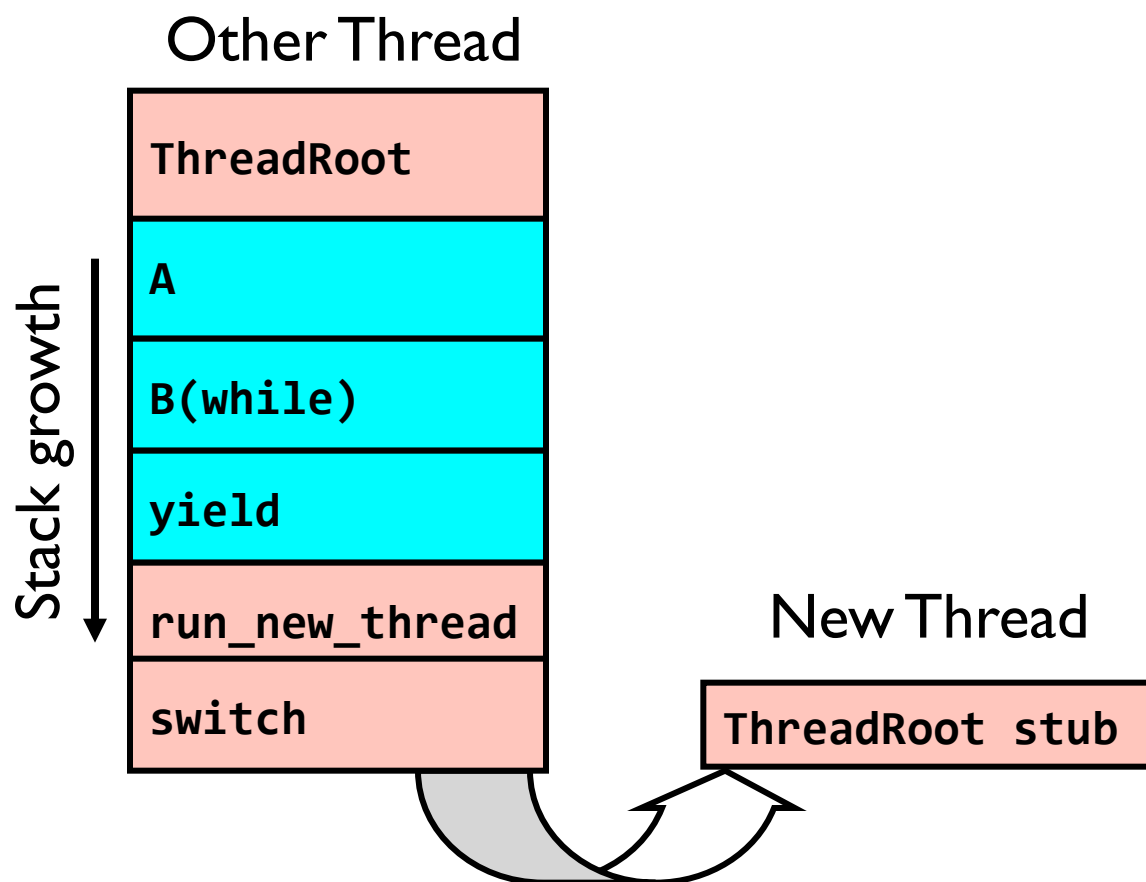 Other Thread
ThreadRoot
A
B(while)
yield
run_new_thread
switch
Stack growth
New Thread
ThreadRoot stub